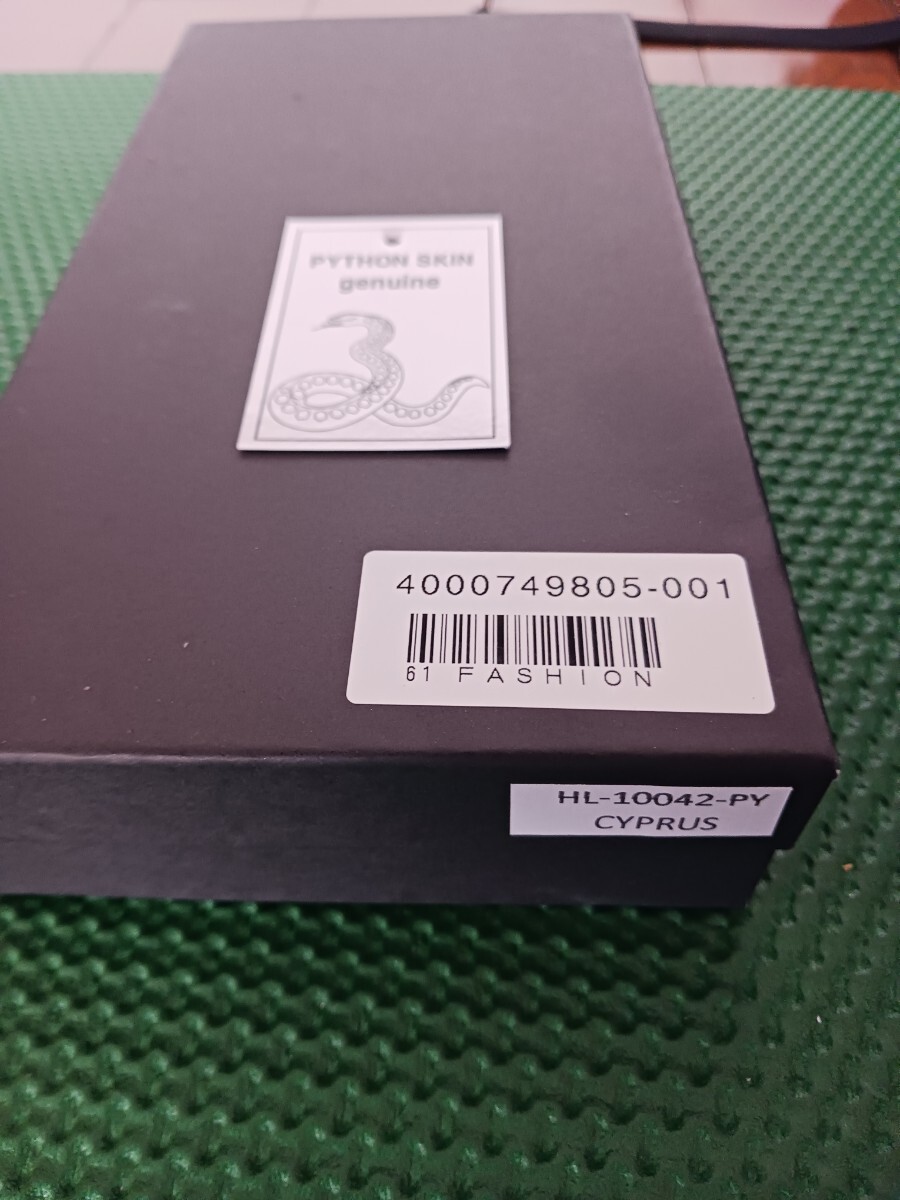 PYTHON SKIN
genuine
4000749805-001
61 FASHION
HL-10042-PY
CYPRUS